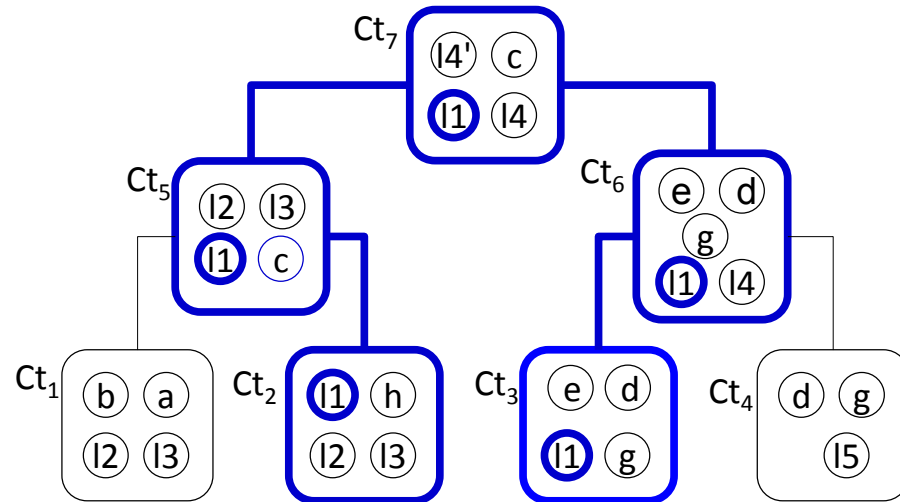 Ct7
l4' c
l1 l4
Ct5
l2 l3
l1 c
Ct6
e d
g
l1 l4
Ct1
b a
l2 l3
Ct2
l1 h
l2 l3
Ct3
e d
l1 g
Ct4
d g
l5